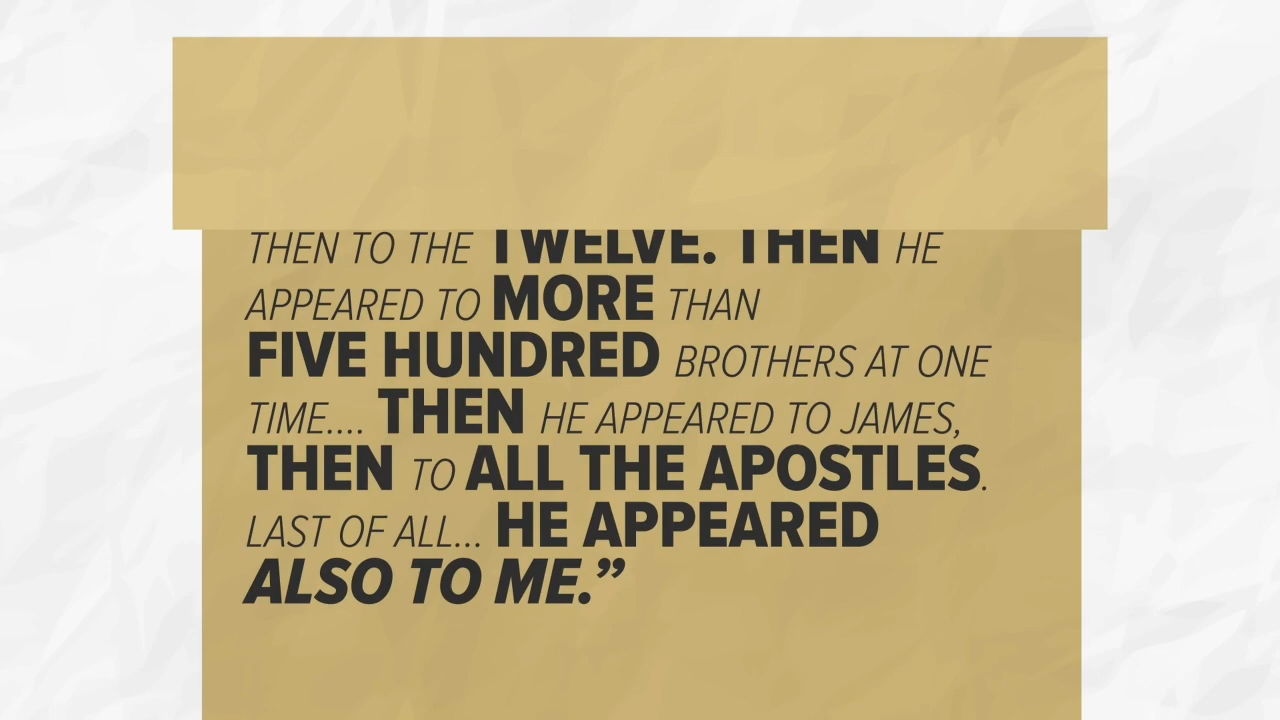 THEN TO THE TWELVE. THEN HE
APPEARED TO MORE THAN
FIVE HUNDRED BROTHERS AT ONE
TIME.... THEN HE APPEARED TO JAMES,
THEN TO ALL THE APOSTLES.
LAST OF ALL... HE APPEARED
ALSO TO ME.”